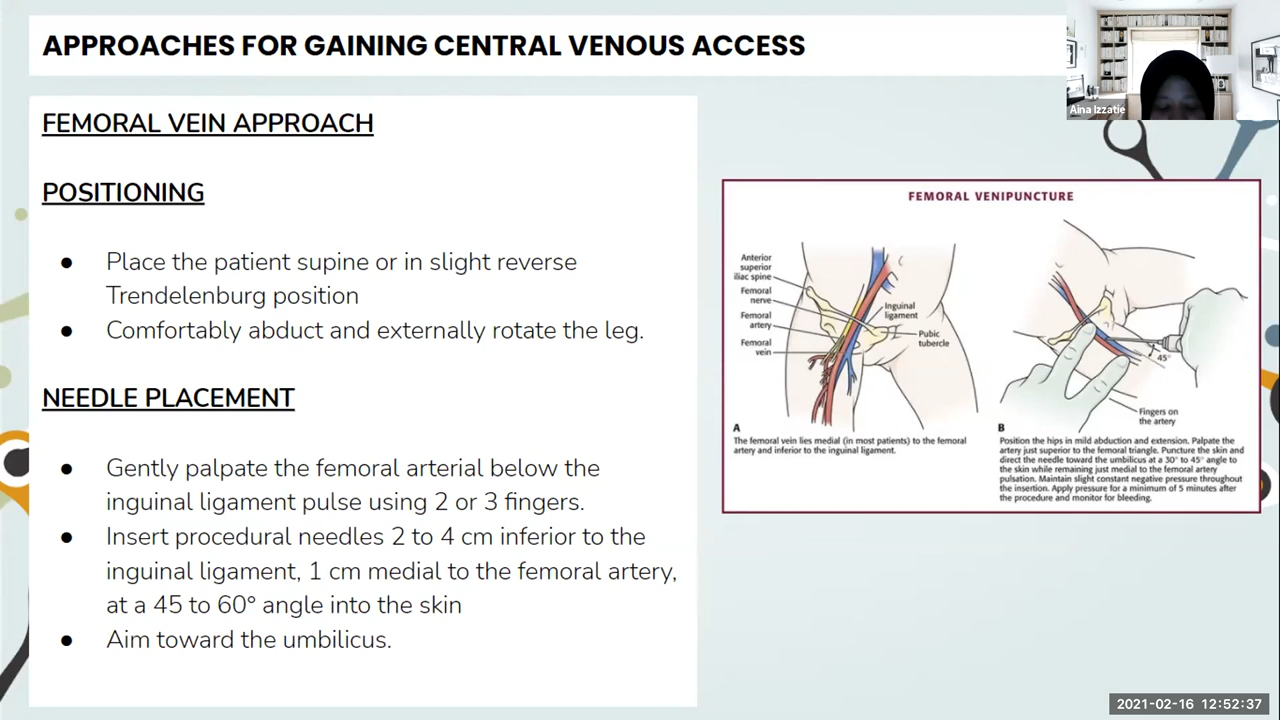 APPROACHES FOR GAINING CENTRAL VENOUS ACCESS
Aina Izzatie
FEMORAL VEIN APPROACH
POSITIONING
● Place the patient supine or in slight reverse
Trendelenburg position
● Comfortably abduct and externally rotate the leg.
NEEDLE PLACEMENT
● Gently palpate the femoral arterial below the
inguinal ligament pulse using 2 or 3 fingers.
● Insert procedural needles 2 to 4 cm inferior to the
inguinal ligament, 1 cm medial to the femoral artery,
at a 45 to 60° angle into the skin
● Aim toward the umbilicus.
FEMORAL VENIPUNCTURE
Anterior
superior
iliac spine
Femoral
nerve
Femoral
artery
Femoral
vein
Inguinal
ligament
Pubic
tubercle
A
The femoral vein lies medial (in most patients) to the femoral
artery and inferior to the inguinal ligament.
45°
Fingers on
the artery
B
Position the hips in mild abduction and extension. Palpate the
artery just superior to the femoral triangle. Puncture the skin and
direct the needle toward the umbilicus at a 30° to 45° angle to
the skin while remaining just medial to the femoral artery
pulsation. Maintain slight constant negative pressure throughout
the insertion. Apply pressure for a minimum of 5 minutes after
the procedure and monitor for bleeding.
2021-02-16 12:52:37